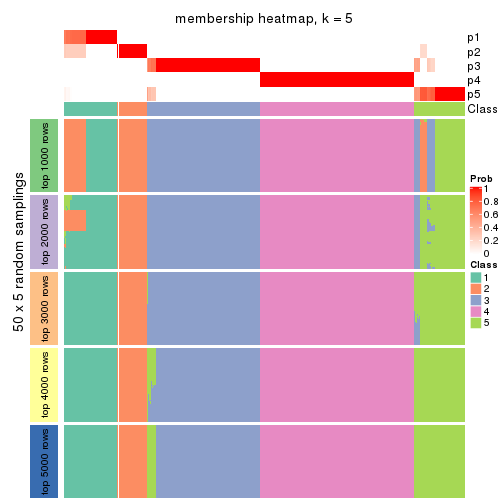 membership heatmap, k = 5
p1
p2
p3
p4
p5
Class
50 x 5 random samplings
top 1000 rows
top 2000 rows
top 3000 rows
top 4000 rows
top 5000 rows
Prob
1
0.8
0.6
0.4
0.2
0
Class
1
2
3
4
5